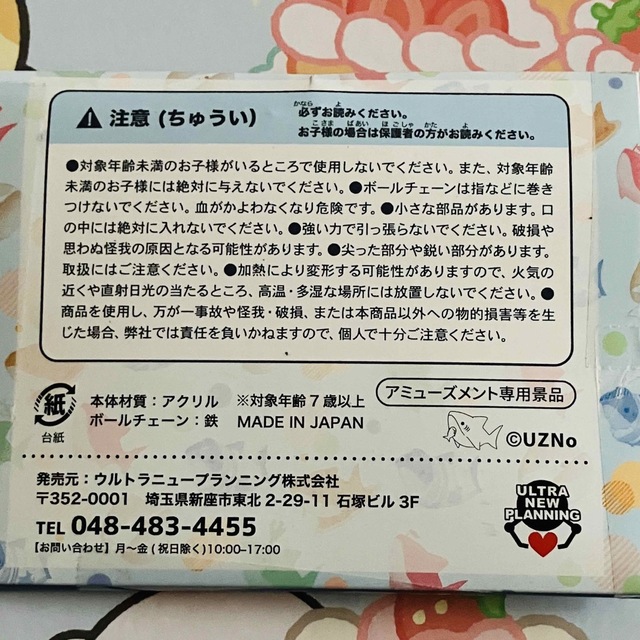 注意 (ちゅうい)
必ずお読みください。
お子様の場合は保護者の方がお読みください。
●対象年齢未満のお子様がいるところで使用しないでください。また、対象年齢
未満のお子様には絶対に与えないでください。●ボールチェーンは指などに巻き
つけないでください。血がかよわなくなり危険です。●小さな部品があります。口
の中には絶対に入れないでください。●強い力で引っ張らないでください。破損や
思わぬ怪我の原因となる可能性があります。●尖った部分や鋭い部分があります。
取扱にはご注意ください。●加熱により変形する可能性がありますので、火気の
近くや直射日光の当たるところ、高温・多湿な場所には放置しないでください。●
商品を使用し、万が一事故や怪我・破損、または本商品以外への物的損害等を生
じた場合、弊社では責任を負いかねますので、個人で十分ご注意ください。
紙
台紙
本体材質：アクリル ※対象年齢7歳以上
ボールチェーン：鉄 MADE IN JAPAN
アミューズメント専用景品
©UZNo
発売元：ウルトラニュープランニング株式会社
〒352-0001 埼玉県新座市東北 2-29-11 石塚ビル 3F
TEL 048-483-4455
【お問い合わせ】月～金 ( 祝日除く) 10:00-17:00
ULTRA
NEW
PLANNING